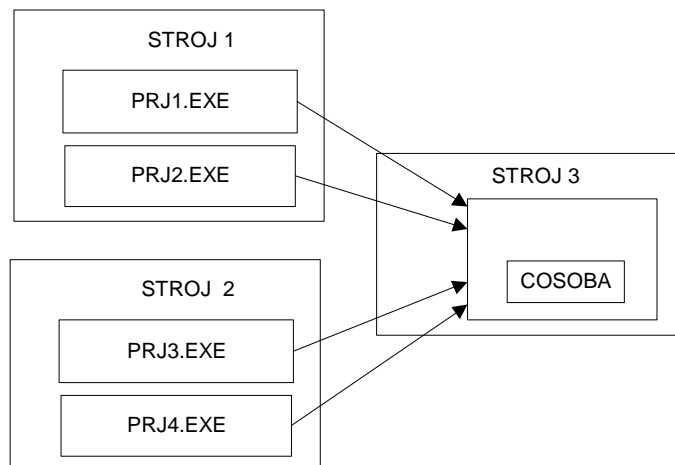 STROJ 1
PRJ1.EXE
PRJ2.EXE
STROJ 3
COSOBA
STROJ 2
PRJ3.EXE
PRJ4.EXE